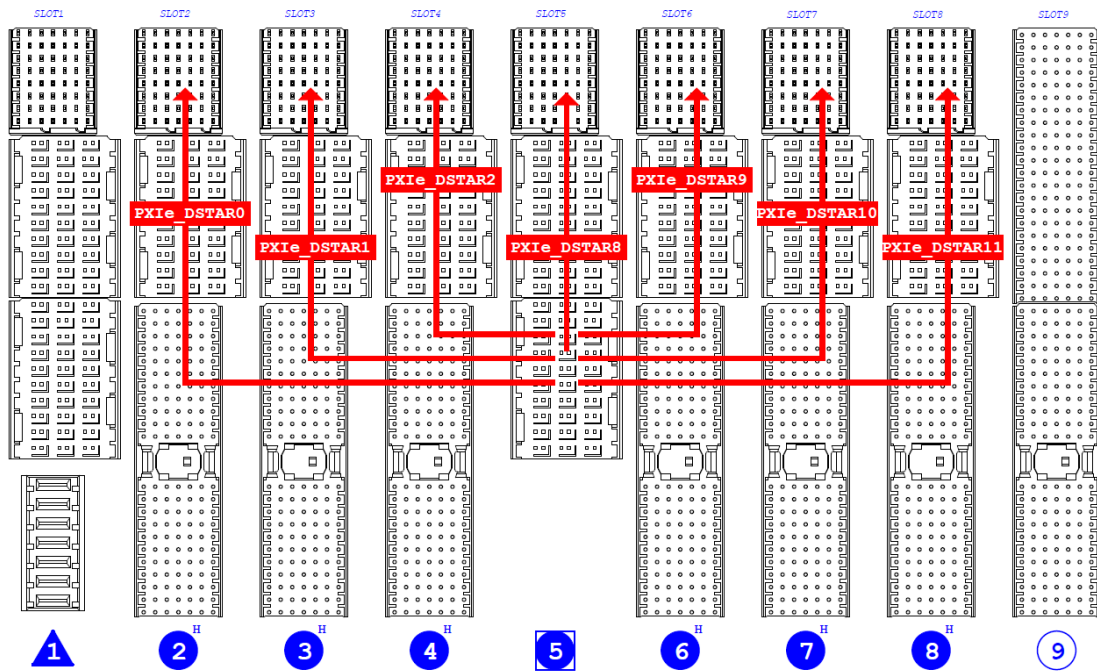 SLOT1 SLOT2 SLOT3 SLOT4 SLOT5 SLOT6 SLOT7 SLOT8 SLOT9
PXIe_DSTAR2 PXIe_DSTAR9
PXIe_DSTAR0 PXIe_DSTAR10
PXIe_DSTAR1 PXIe_DSTAR8 PXIe_DSTAR11
H H H H H H
1 2 3 4 5 6 7 8 9